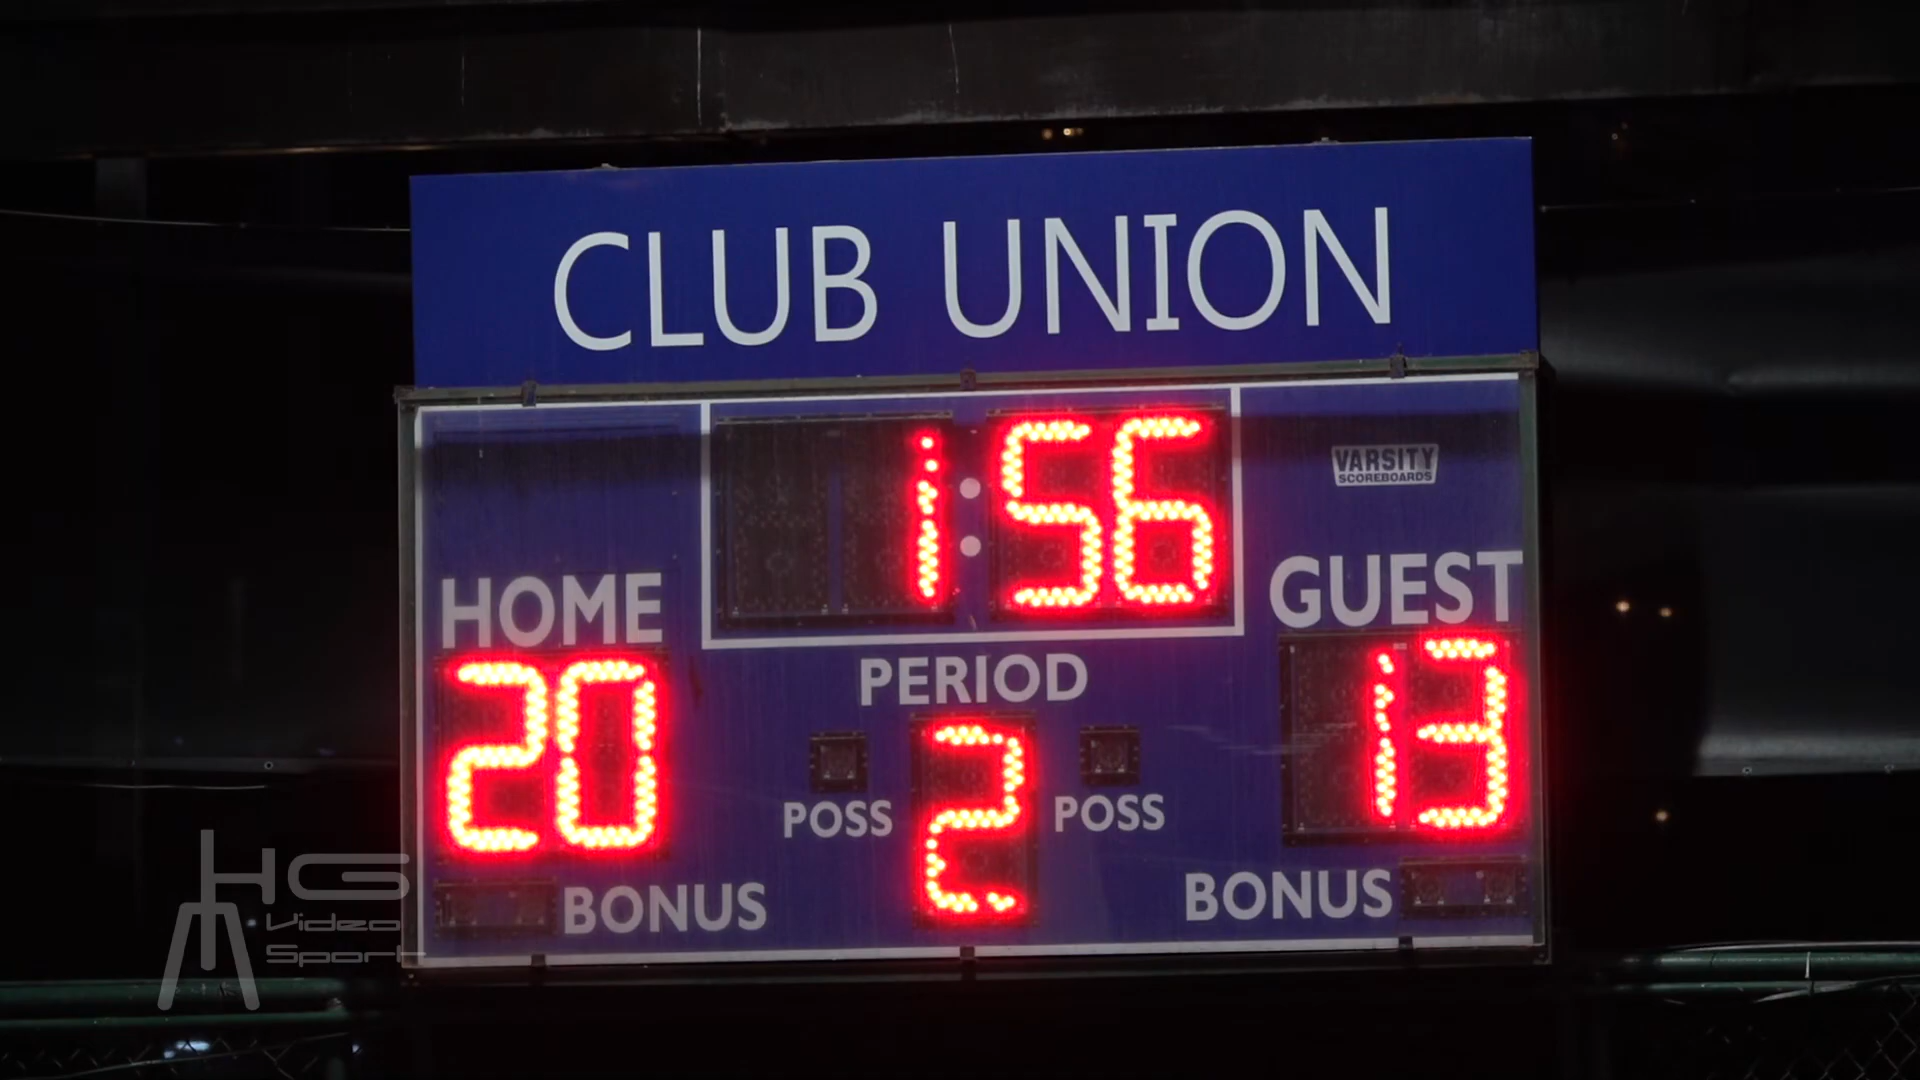 CLUB UNION
1:56
VARSITY
SCOREBOARDS
HOME
GUEST
20
13
PERIOD
2
POSS
POSS
BONUS
BONUS
HG
Video
Sport